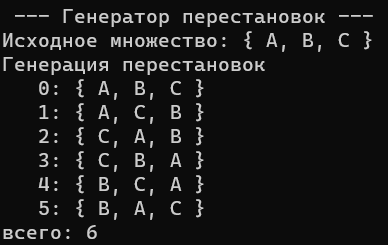 --- Генератор перестановок ---
Исходное множество: { A, B, C }
Генерация перестановок
0: { A, B, C }
1: { A, C, B }
2: { C, A, B }
3: { C, B, A }
4: { B, C, A }
5: { B, A, C }
всего: 6